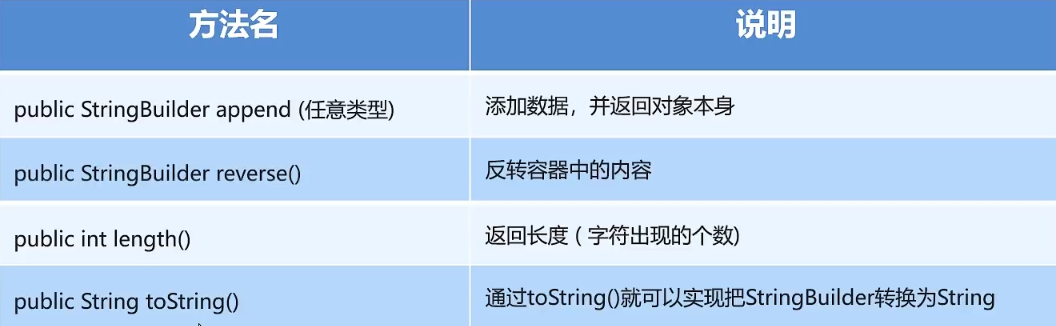 方法名 说明
public StringBuilder append (任意类型) 添加数据，并返回对象本身
public StringBuilder reverse() 反转容器中的内容
public int length() 返回长度 ( 字符出现的个数)
public String toString() 通过toString()就可以实现把StringBuilder转换为String